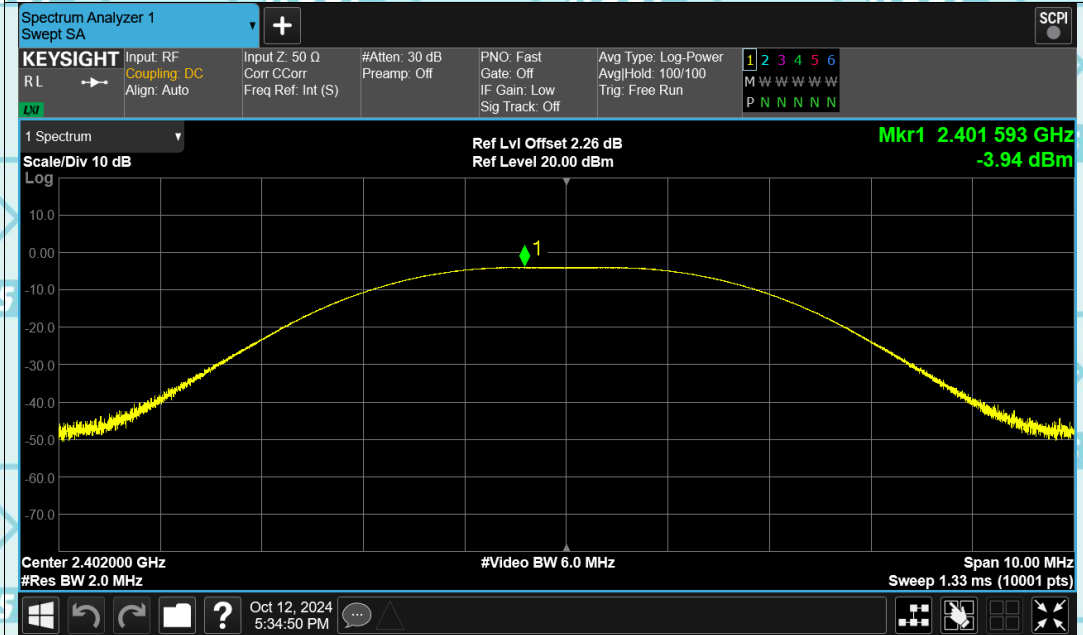 Spectrum Analyzer 1
Swept SA
+
SCPI
KEYSIGHT
RL
LXI
Input: RF
Coupling: DC
Align: Auto
Input Z: 50 Ω
Corr CCorr
Freq Ref: Int (S)
#Atten: 30 dB
Preamp: Off
PNO: Fast
Gate: Off
IF Gain: Low
Sig Track: Off
Avg Type: Log-Power
Avg|Hold: 100/100
Trig: Free Run
1 2 3 4 5 6
M W W W W W
P N N N N N
1 Spectrum
Scale/Div 10 dB
Ref Lvl Offset 2.26 dB
Ref Level 20.00 dBm
Mkr1 2.401 593 GHz
-3.94 dBm
Log
10.0
0.00
-10.0
-20.0
-30.0
-40.0
-50.0
-60.0
-70.0
1
Center 2.402000 GHz
#Res BW 2.0 MHz
#Video BW 6.0 MHz
Span 10.00 MHz
Sweep 1.33 ms (10001 pts)
?
Oct 12, 2024
5:34:50 PM